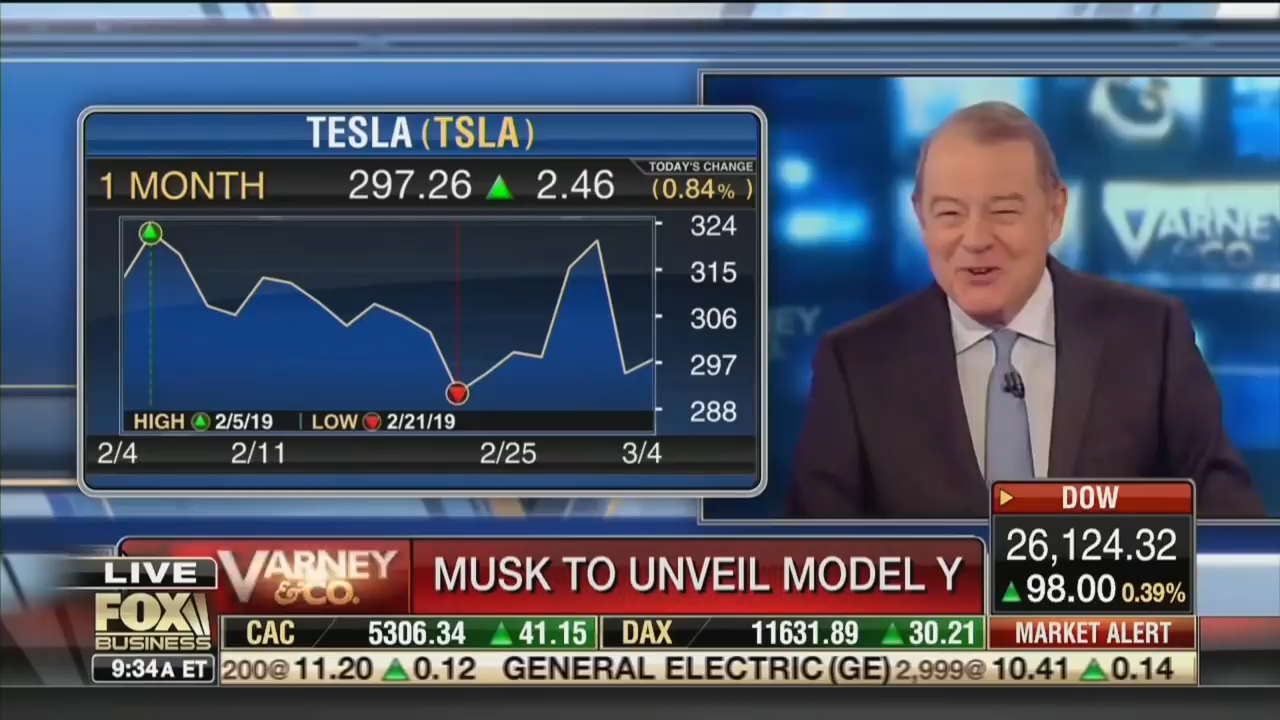 TESLA (TSLA)
1 MONTH 297.26 ▲ 2.46 TODAY'S CHANGE (0.84%)
324
315
306
297
288
HIGH ▲ 2/5/19 | LOW ▼ 2/21/19
2/4 2/11 2/25 3/4
VARNEY & CO.
DOW
26,124.32
▲ 98.00 0.39%
MARKET ALERT
LIVE
FOX BUSINESS
9:34A ET
VARNEY & CO.
MUSK TO UNVEIL MODEL Y
CAC 5306.34 ▲ 41.15 DAX 11631.89 ▲ 30.21
200@ 11.20 ▲ 0.12 GENERAL ELECTRIC (GE) 2,999@ 10.41 ▲ 0.14